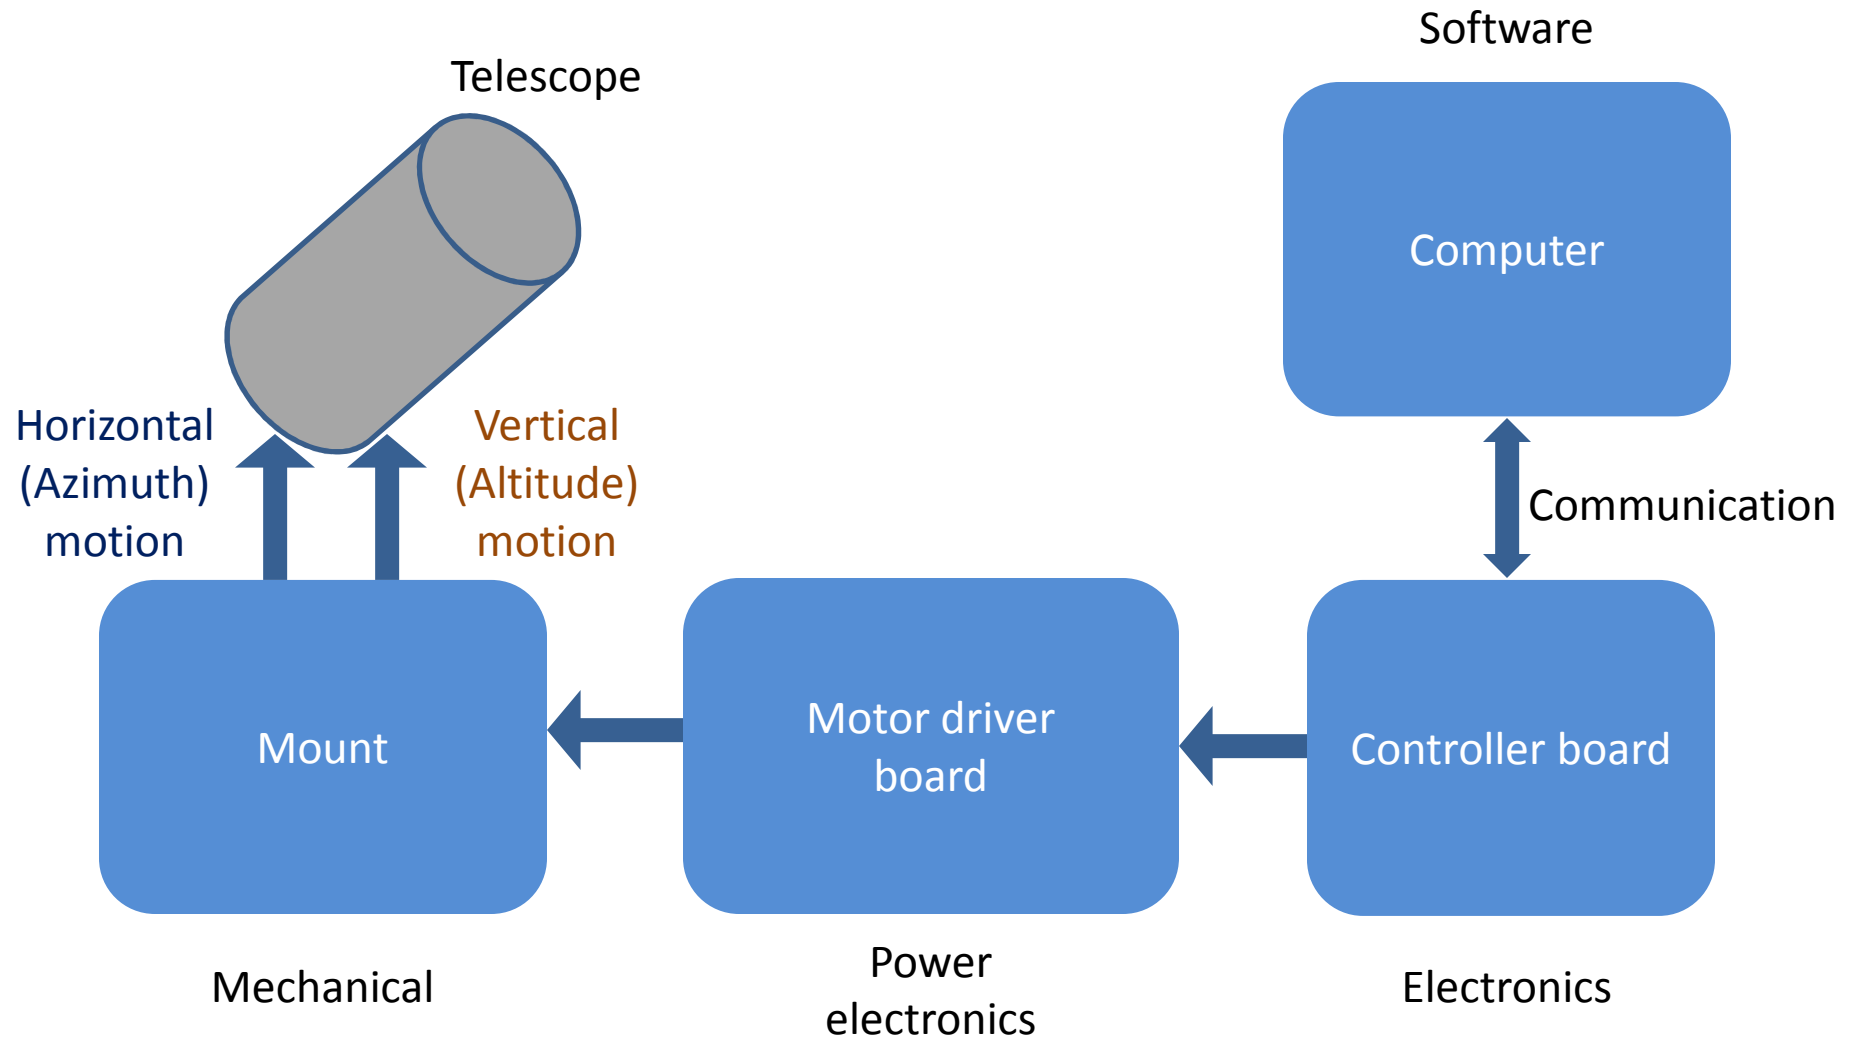 Software
Telescope
Computer
Horizontal
(Azimuth)
motion
Vertical
(Altitude)
motion
Communication
Mount
Motor driver
board
Controller board
Mechanical
Power
electronics
Electronics